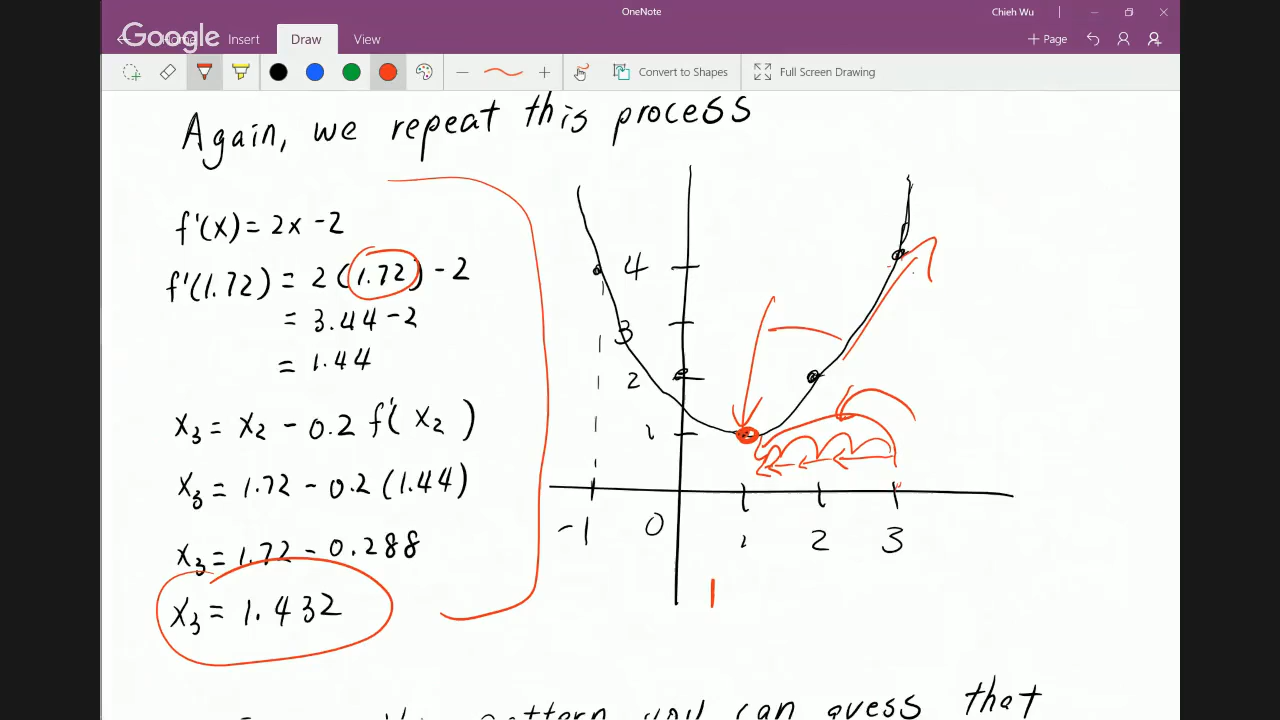 OneNote
Chieh Wu
Google
Insert
Draw
View
+ Page
Convert to Shapes
Full Screen Drawing
Again, we repeat this process
f'(x) = 2x - 2
f'(1.72) = 2(1.72) - 2
= 3.44 - 2
= 1.44
x₃ = x₂ - 0.2 f'(x₂)
x₃ = 1.72 - 0.2(1.44)
x₃ = 1.72 - 0.288
x₃ = 1.432
4
3
2
1
-1 0 1 2 3
pattern you can guess that